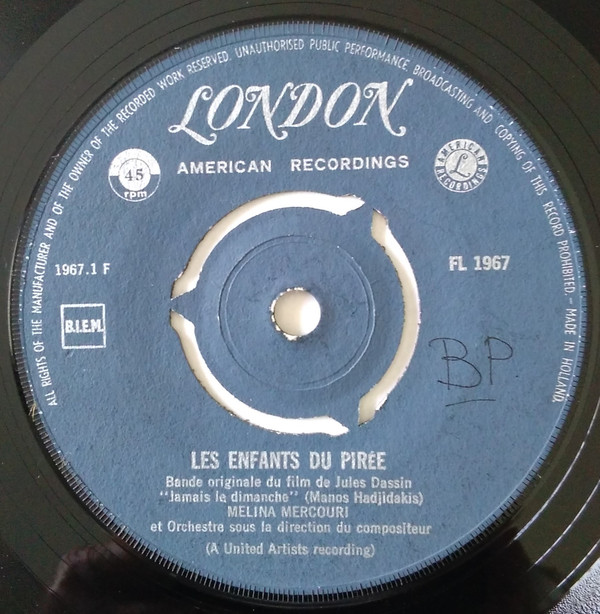 ALL RIGHTS OF THE MANUFACTURER AND OF THE OWNER OF THE RECORDED WORK RESERVED. UNAUTHORISED PUBLIC PERFORMANCE, BROADCASTING AND COPYING OF THIS RECORD PROHIBITED. – MADE IN HOLLAND.
LONDON
AMERICAN RECORDINGS
45
rpm
AMERICAN
L
RECORDINGS
1967.1 F
FL 1967
B.I.E.M.
BP.
LES ENFANTS DU PIRÉE
Bande originale du film de Jules Dassin
"Jamais le dimanche" (Manos Hadjidakis)
MELINA MERCOURI
et Orchestre sous la direction du compositeur
(A United Artists recording)